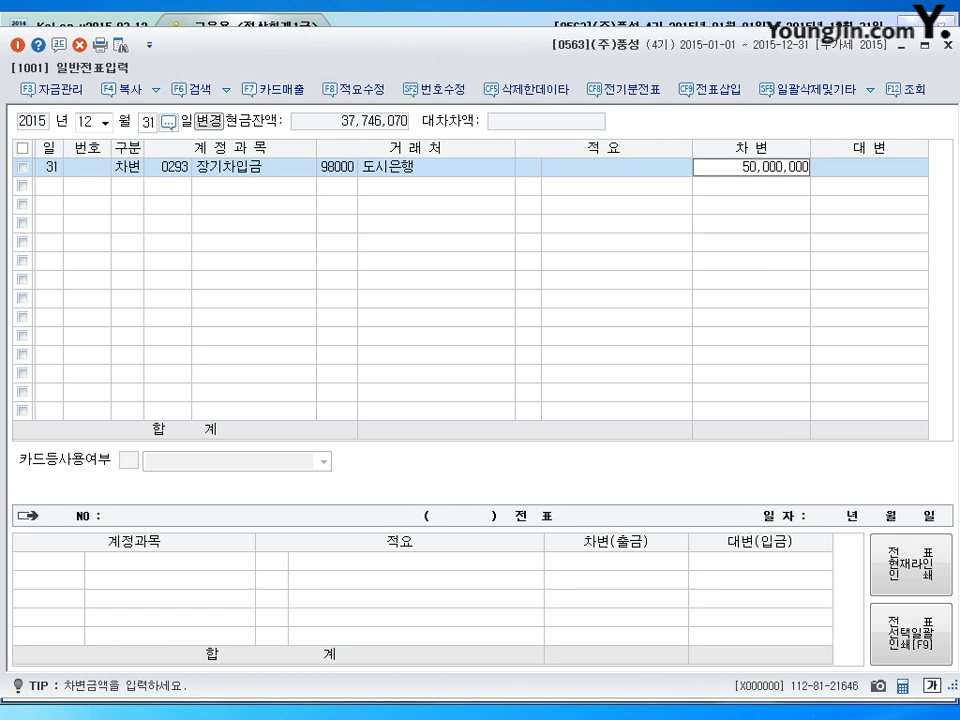 YoungJin.com Y.
[0563](주)풍성 (4기) 2015-01-01 ~ 2015-12-31 [부가세 2015]
[1001] 일반전표입력
F3 자금관리 F4 복사 F6 검색 F7 카드매출 F8 적요수정 SF2 번호수정 CF5 삭제한데이타 CF8 전기분전표 CF9 전표삽입 SF5 일괄삭제및기타 F12 조회
2015 년 12 월 31 일 변경 현금잔액: 37,746,070 대차차액:
일 번호 구분 계 정 과 목 거 래 처 적 요 차 변 대 변
31 차변 0293 장기차입금 98000 도시은행 50,000,000
합 계
카드등사용여부
NO : ( ) 전 표 일 자 : 년 월 일
계정과목 적요 차변(출금) 대변(입금)
전 표
현재라인
인 쇄
전 표
선택일괄
인쇄[F9]
합 계
TIP : 차변금액을 입력하세요. [X000000] 112-81-21646 가